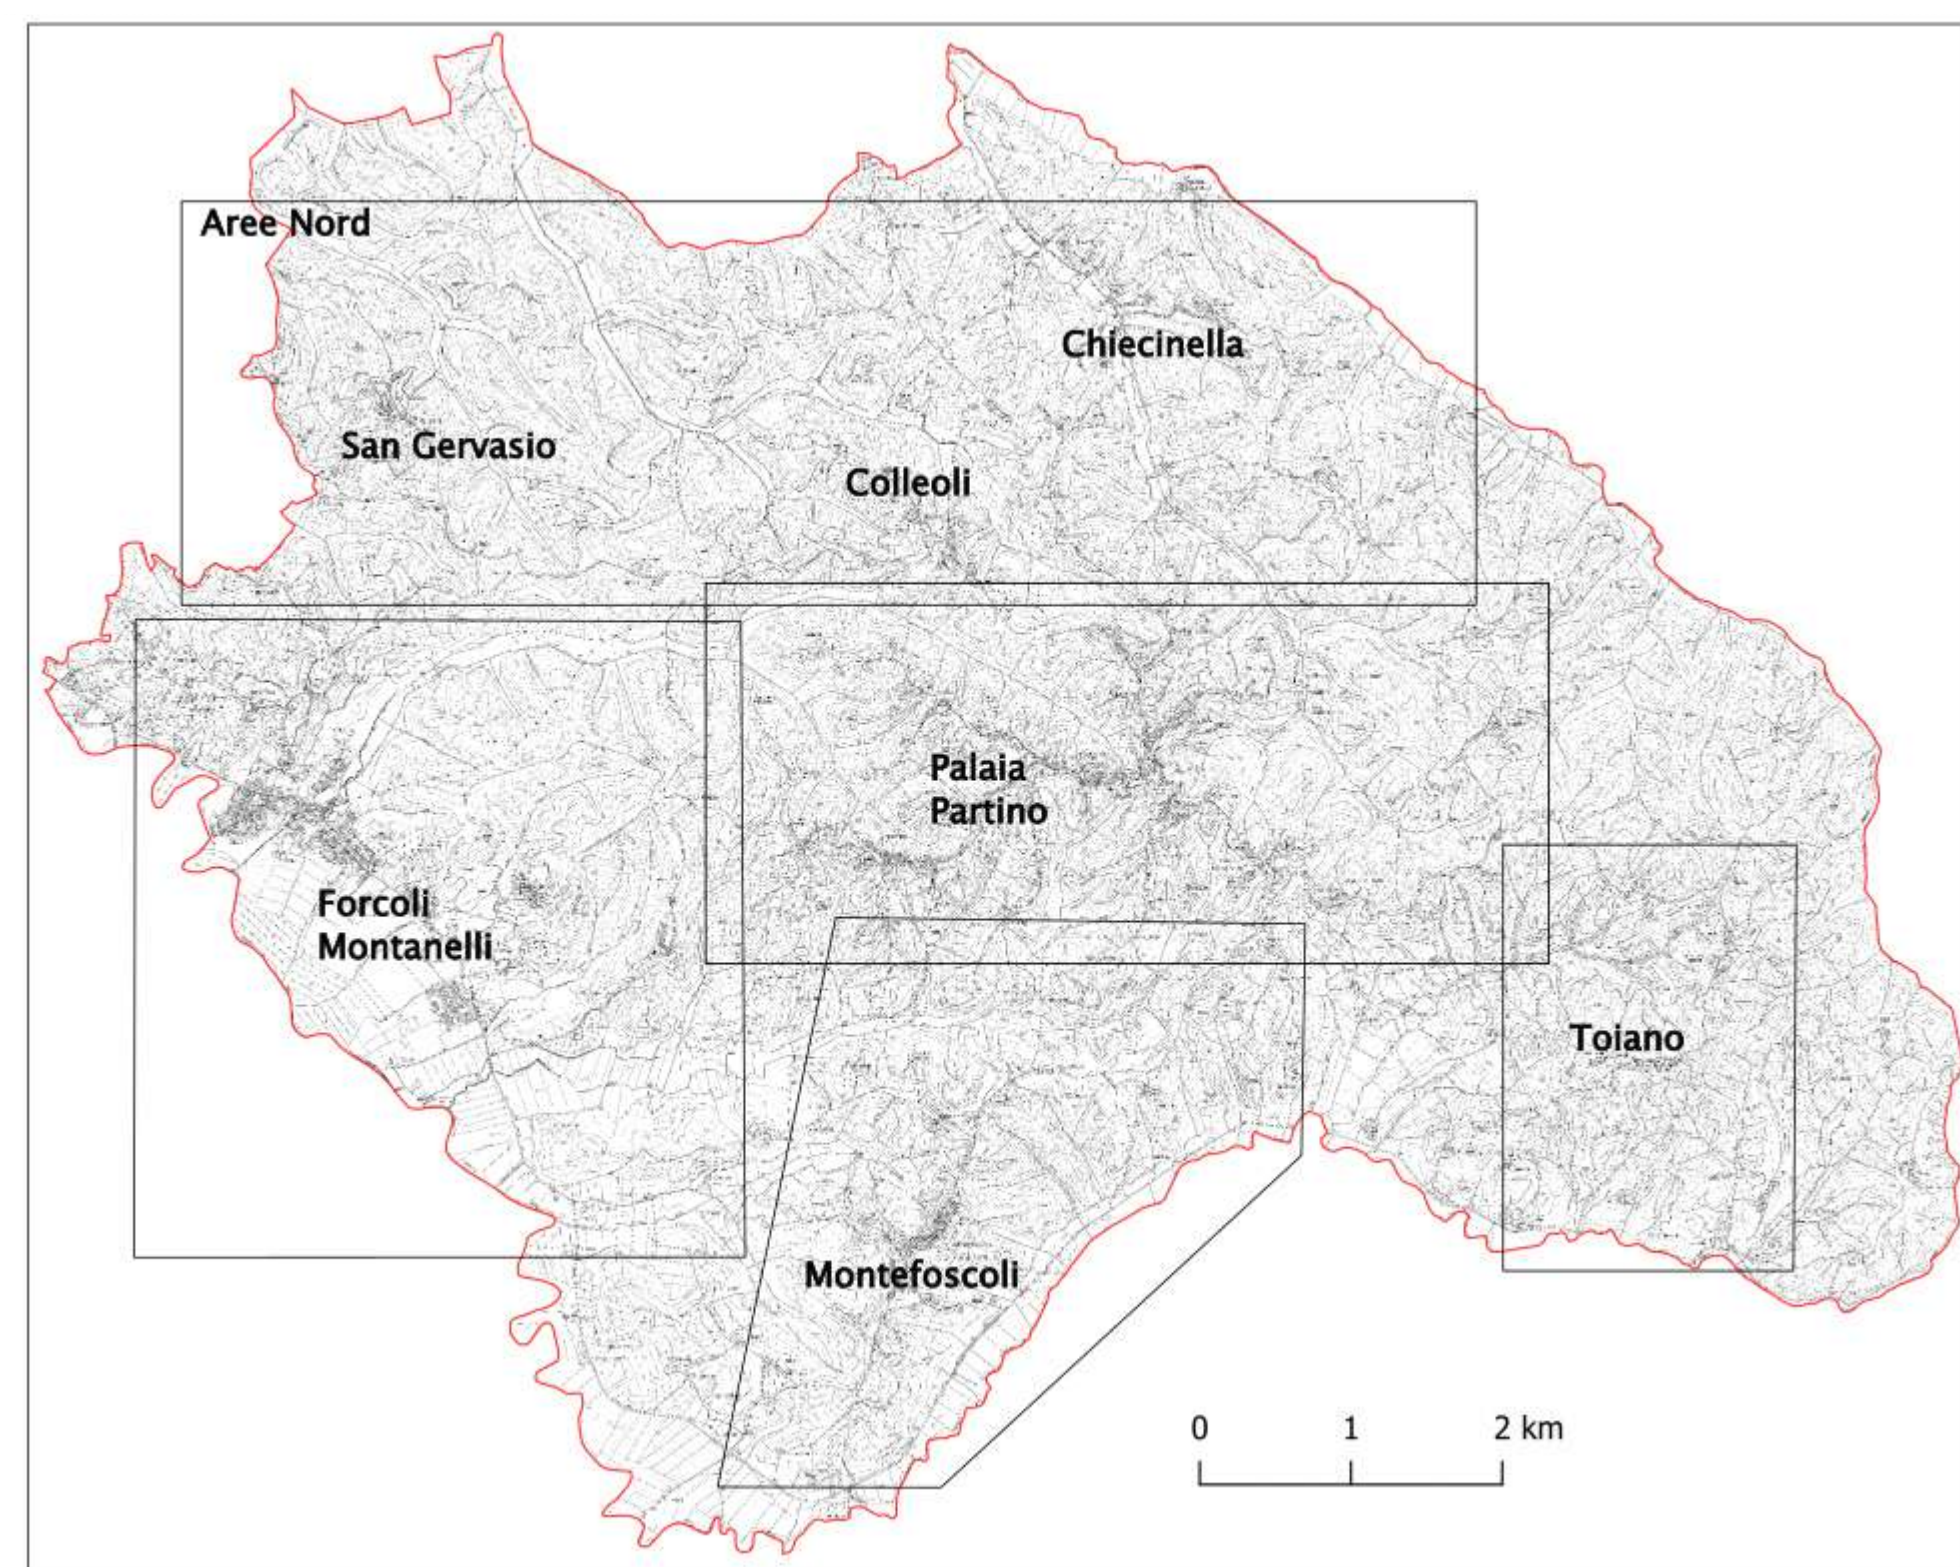 Aree Nord
Chiecinella
San Gervasio
Colleoli
Palaia
Partino
Forcoli
Montanelli
Toiano
Montefoscoli
0 1 2 km